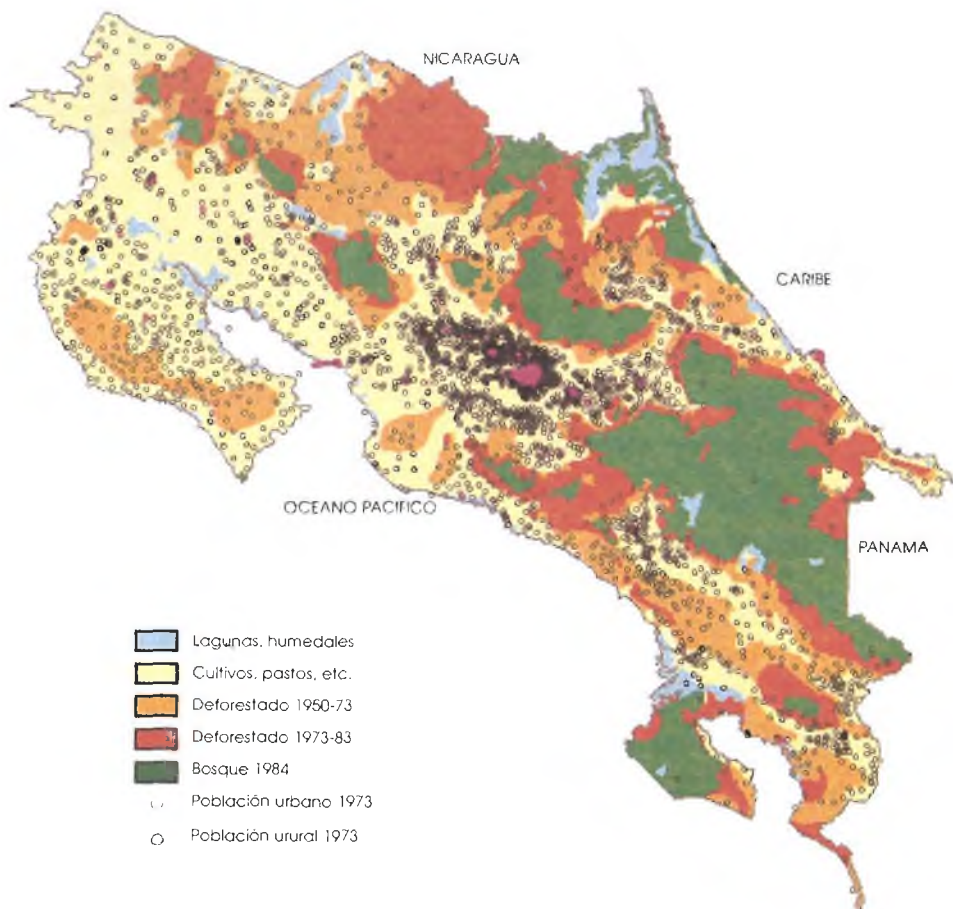 NICARAGUA
CARIBE
OCEANO PACIFICO
PANAMA
Lagunas, humedales
Cultivos, pastos, etc.
Deforestado 1950-73
Deforestado 1973-83
Bosque 1984
Población urbano 1973
Población urural 1973